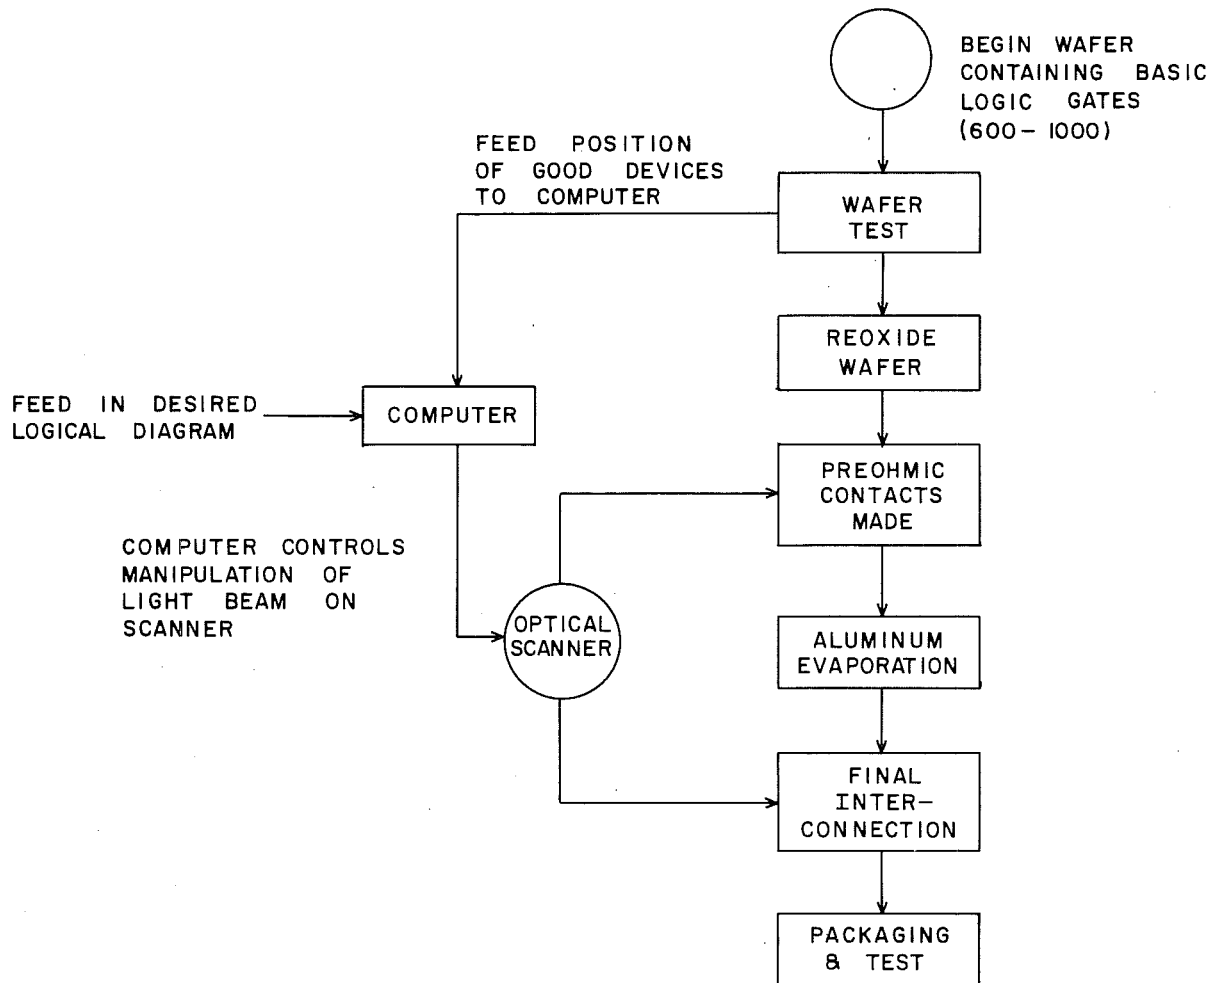 BEGIN WAFER
CONTAINING BASIC
LOGIC GATES
(600-1000)
FEED POSITION
OF GOOD DEVICES
TO COMPUTER
WAFER
TEST
REOXIDE
WAFER
FEED IN DESIRED
LOGICAL DIAGRAM
COMPUTER
PREOHMIC
CONTACTS
MADE
COMPUTER CONTROLS
MANIPULATION OF
LIGHT BEAM ON
SCANNER
OPTICAL
SCANNER
ALUMINUM
EVAPORATION
FINAL
INTER-
CONNECTION
PACKAGING
& TEST